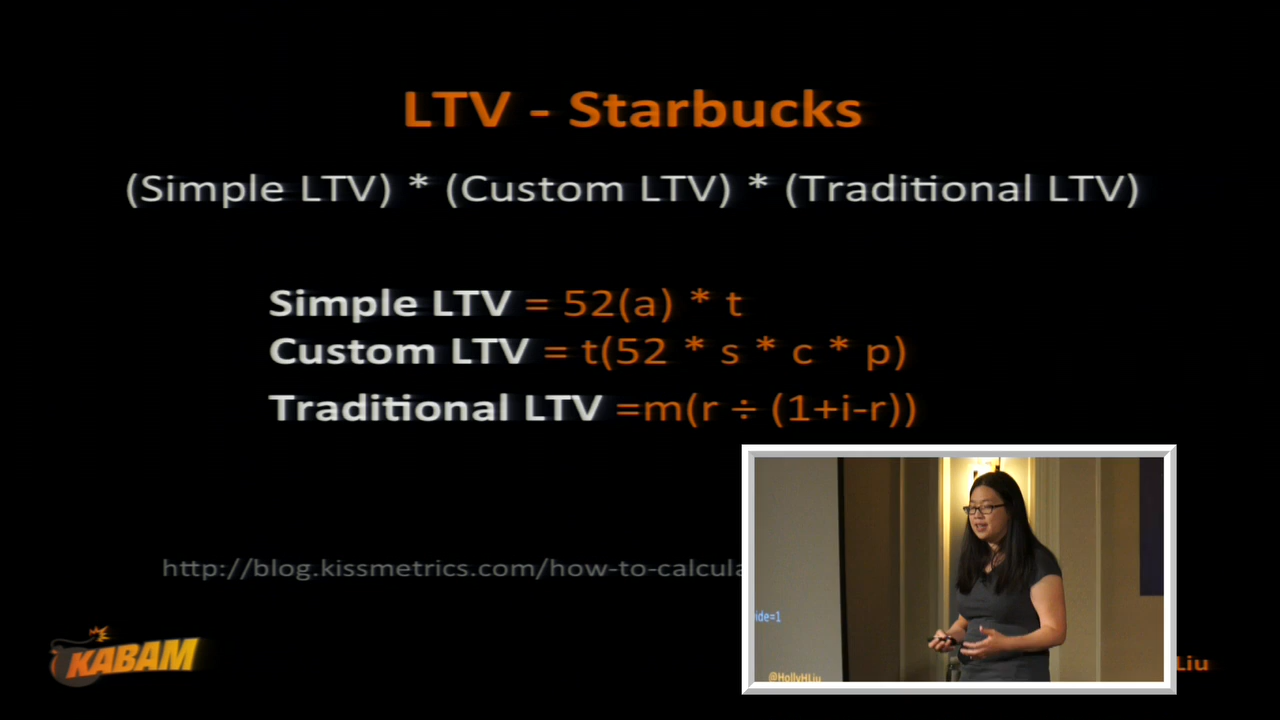 LTV - Starbucks
(Simple LTV) * (Custom LTV) * (Traditional LTV)
Simple LTV = 52(a) * t
Custom LTV = t(52 * s * c * p)
Traditional LTV =m(r ÷ (1+i-r))
http://blog.kissmetrics.com/how-to-calcula
ide=1
@HollyHLiu
KABAM
Liu